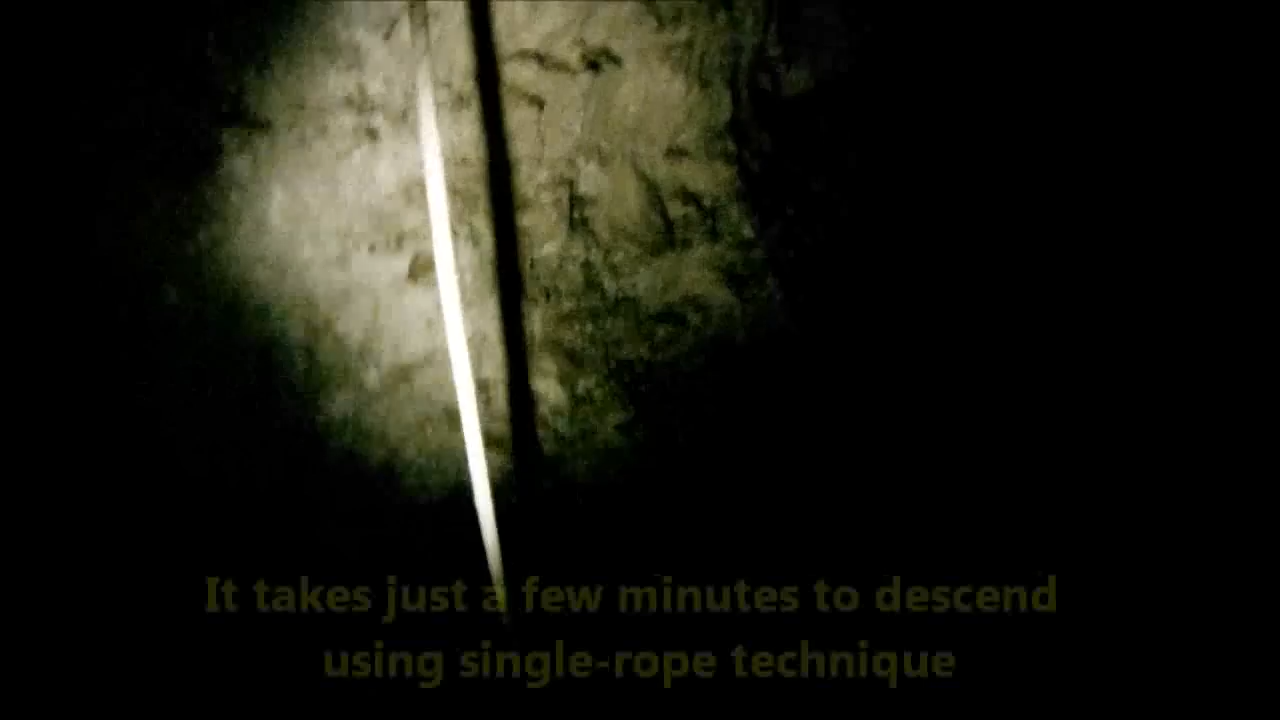 It takes just a few minutes to descend
using single-rope technique